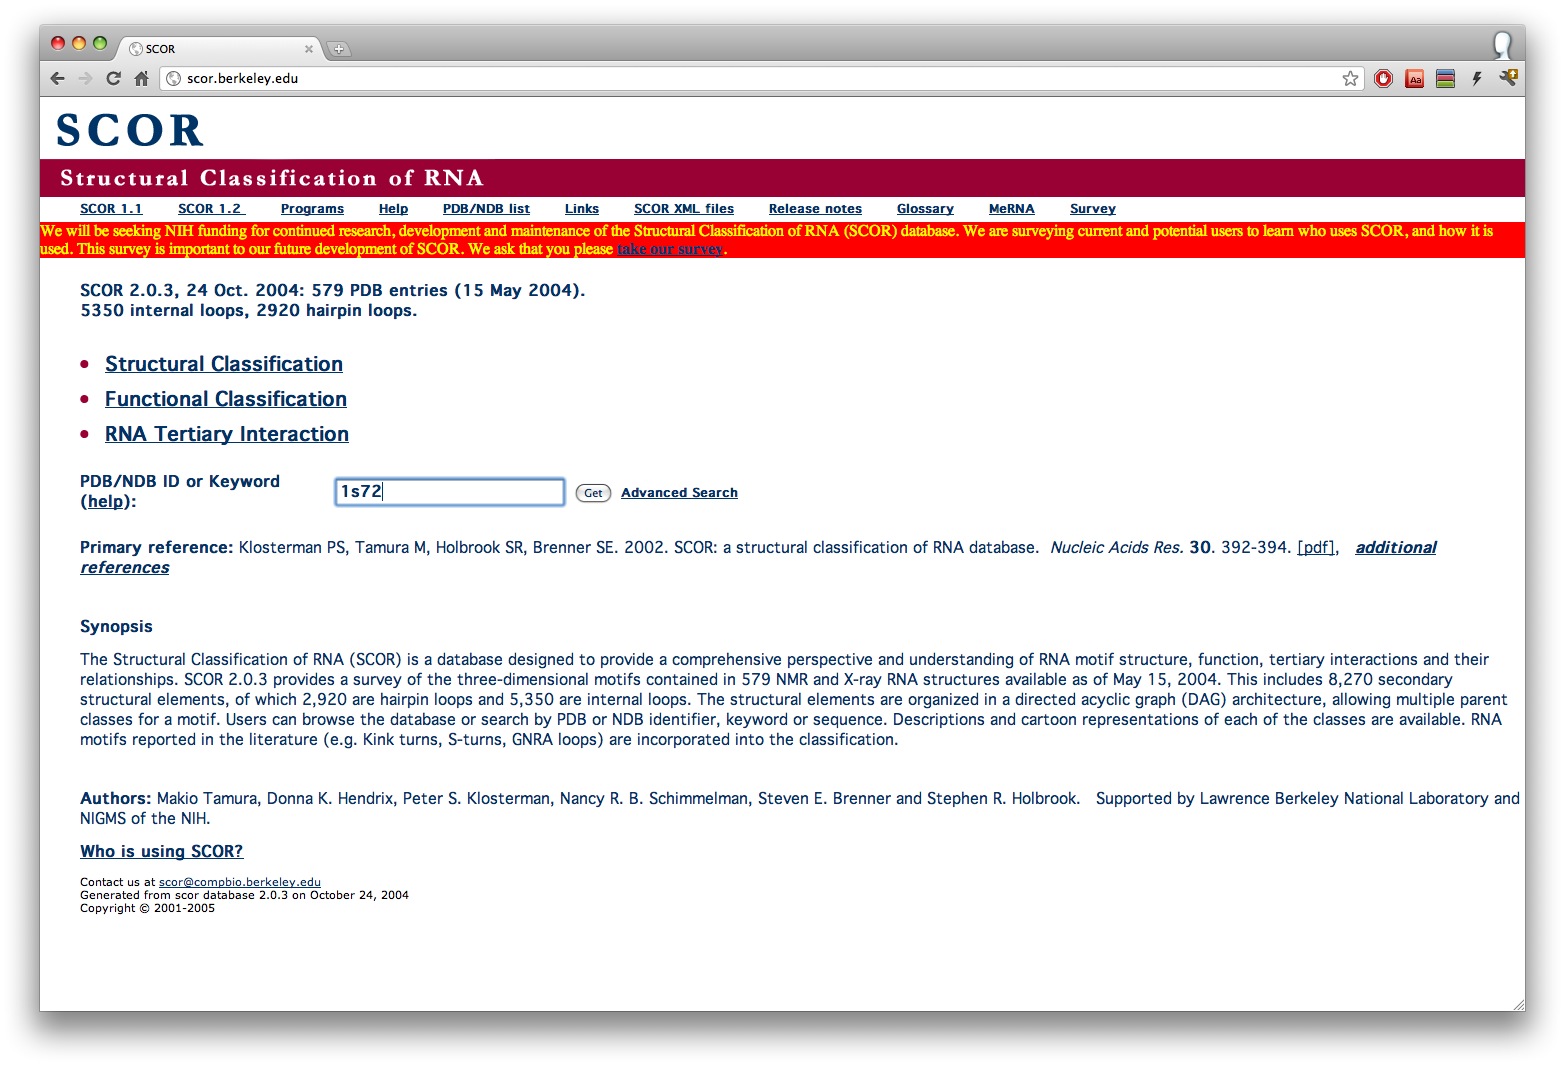 SCOR
scor.berkeley.edu
Aa
SCOR
Structural Classification of RNA
SCOR 1.1 SCOR 1.2 Programs Help PDB/NDB list Links SCOR XML files Release notes Glossary MeRNA Survey
We will be seeking NIH funding for continued research, development and maintenance of the Structural Classification of RNA (SCOR) database. We are surveying current and potential users to learn who uses SCOR, and how it is
used. This survey is important to our future development of SCOR. We ask that you please take our survey.
SCOR 2.0.3, 24 Oct. 2004: 579 PDB entries (15 May 2004).
5350 internal loops, 2920 hairpin loops.
• Structural Classification
• Functional Classification
• RNA Tertiary Interaction
PDB/NDB ID or Keyword
(help):
1s72 Get Advanced Search
Primary reference: Klosterman PS, Tamura M, Holbrook SR, Brenner SE. 2002. SCOR: a structural classification of RNA database. Nucleic Acids Res. 30. 392-394. [pdf], additional
references
Synopsis
The Structural Classification of RNA (SCOR) is a database designed to provide a comprehensive perspective and understanding of RNA motif structure, function, tertiary interactions and their
relationships. SCOR 2.0.3 provides a survey of the three-dimensional motifs contained in 579 NMR and X-ray RNA structures available as of May 15, 2004. This includes 8,270 secondary
structural elements, of which 2,920 are hairpin loops and 5,350 are internal loops. The structural elements are organized in a directed acyclic graph (DAG) architecture, allowing multiple parent
classes for a motif. Users can browse the database or search by PDB or NDB identifier, keyword or sequence. Descriptions and cartoon representations of each of the classes are available. RNA
motifs reported in the literature (e.g. Kink turns, S-turns, GNRA loops) are incorporated into the classification.
Authors: Makio Tamura, Donna K. Hendrix, Peter S. Klosterman, Nancy R. B. Schimmelman, Steven E. Brenner and Stephen R. Holbrook. Supported by Lawrence Berkeley National Laboratory and
NIGMS of the NIH.
Who is using SCOR?
Contact us at scor@compbio.berkeley.edu
Generated from scor database 2.0.3 on October 24, 2004
Copyright © 2001-2005